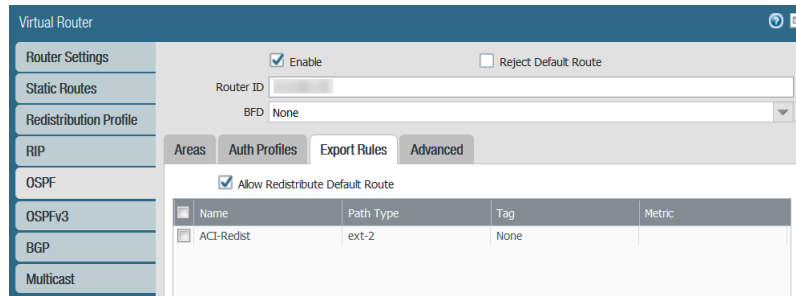 Virtual Router
Router Settings
Static Routes
Redistribution Profile
RIP
OSPF
OSPFv3
BGP
Multicast
Enable Reject Default Route
Router ID
BFD None
Areas Auth Profiles Export Rules Advanced
Allow Redistribute Default Route
Name Path Type Tag Metric
ACI-Redist ext-2 None